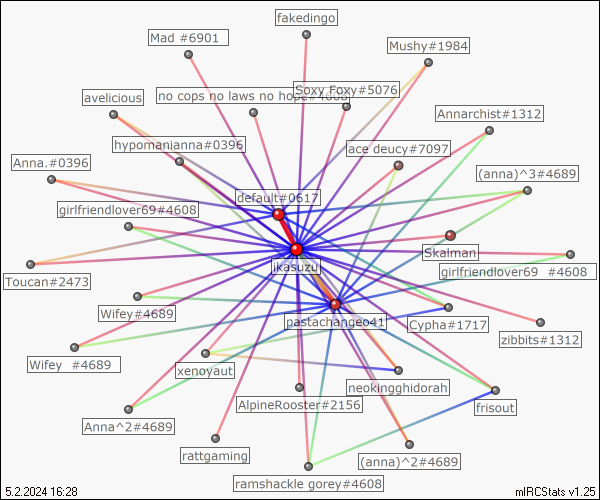 fakedingo
Mad #6901
Mushy#1984
Soxy Foxy#5076
avelicious
no cops no laws no hope#4608
Annarchist#1312
hypomanianna#0396
ace deucy#7097
Anna.#0396
(anna)^3#4689
default#0617
girlfriendlover69#4608
Skalman
ikasuzu
girlfriendlover69 #4608
Toucan#2473
Wifey#4689
pastachangeo41
Cypha#1717
zibbits#1312
Wifey #4689
xenoyaut
neokingghidorah
AlpineRooster#2156
frisout
Anna^2#4689
rattgaming
(anna)^2#4689
ramshackle gorey#4608
5.2.2024 16:28
mIRCStats v1.25